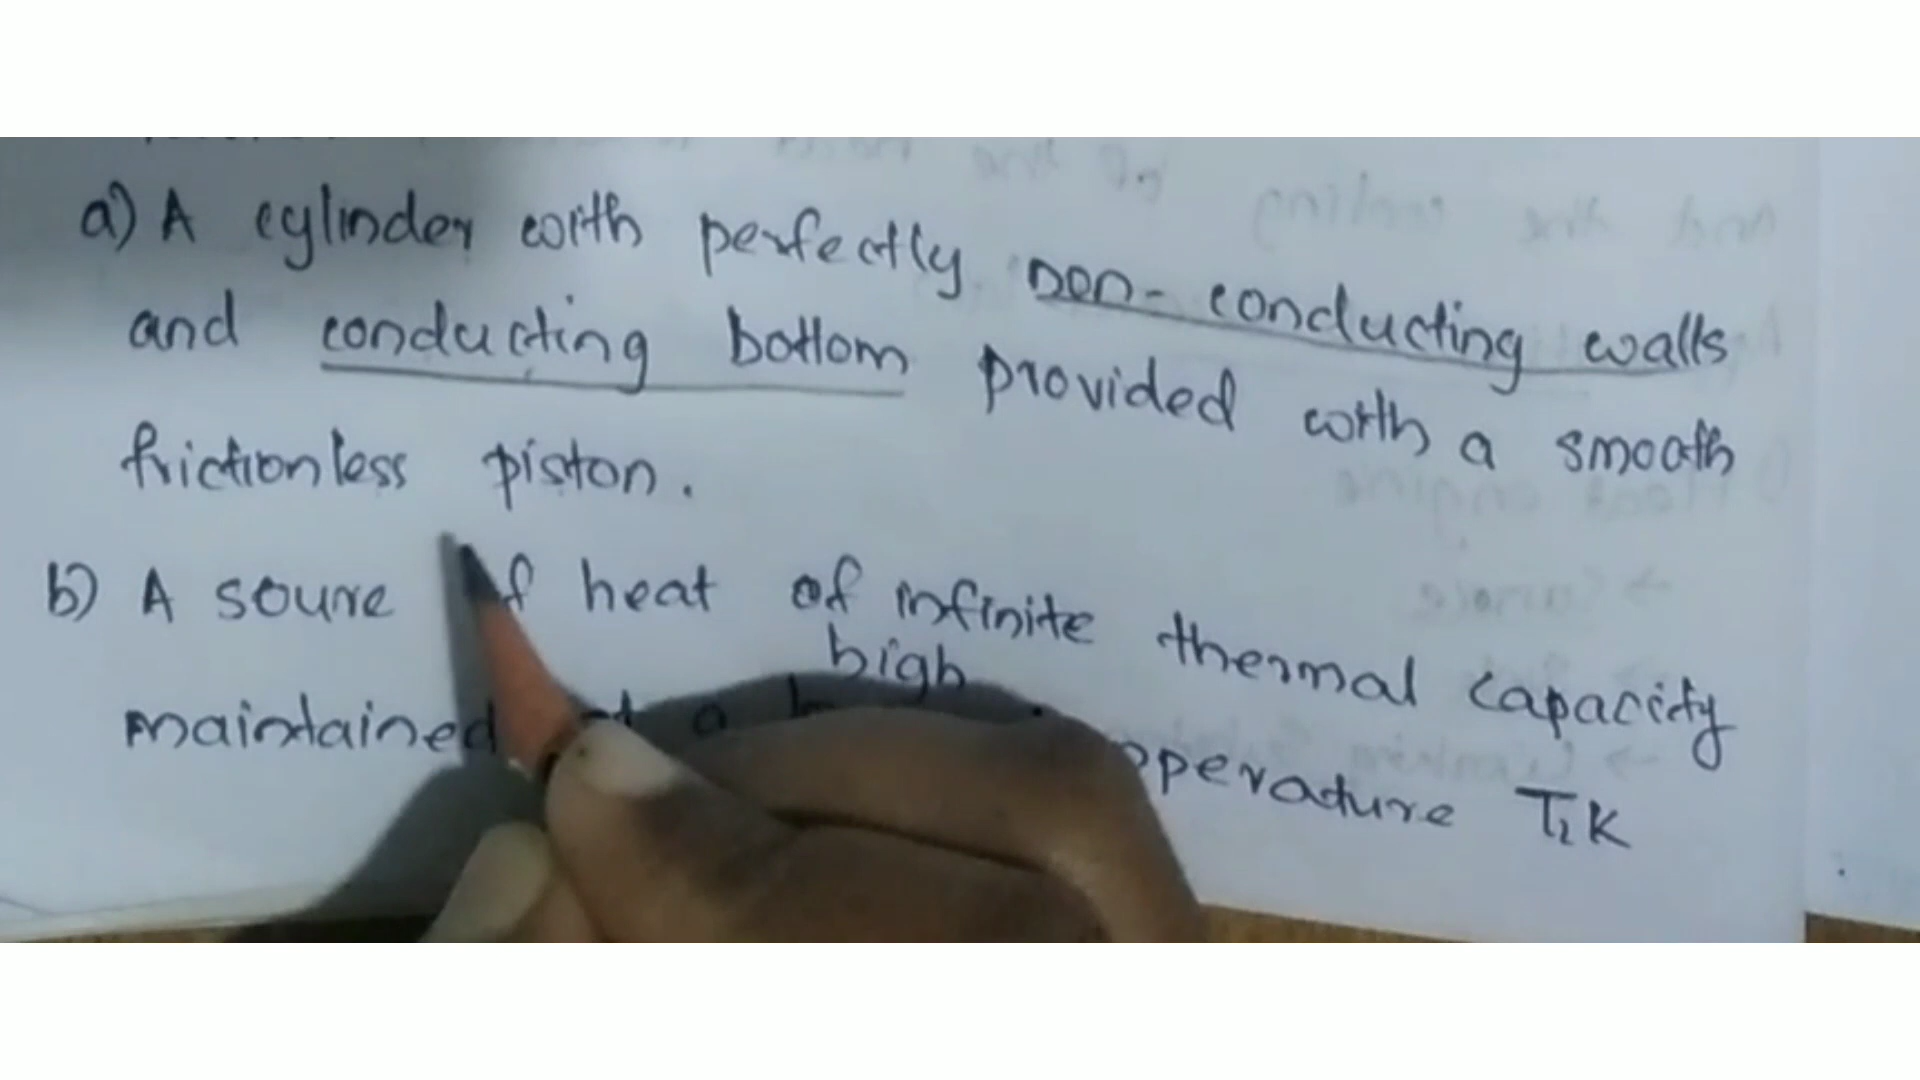 a) A cylinder with perfectly non-conducting walls
and conducting bottom provided with a smooth
frictionless piston.
b) A soure of heat of infinite thermal capacity
high
maintained a T₁K